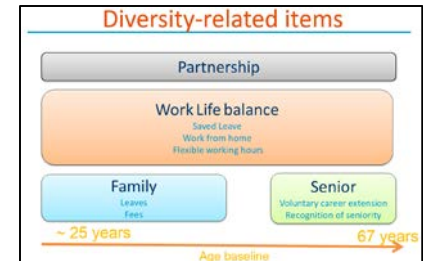 Diversity-related items
Partnership
Work Life balance
Saved Leave
Work from home
Flexible working hours
Family
Leaves
Fees
Senior
Voluntary career extension
Recognition of seniority
~ 25 years
67 years
Age baseline